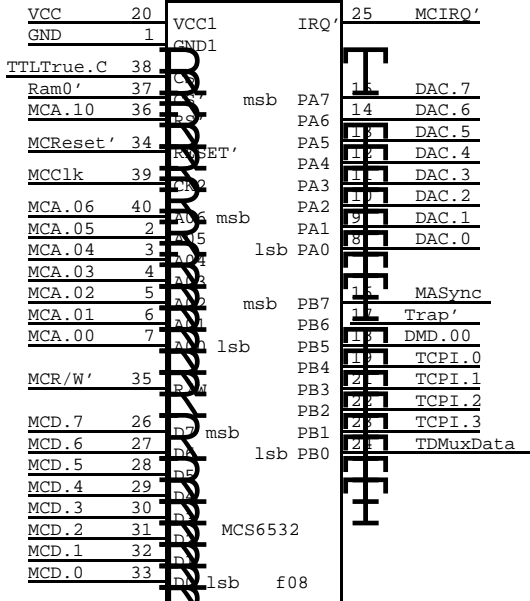 VCC 20 VCC1 IRQ' 25 MCIRQ'
GND 1 GND1
TTLTrue.C 38 CS
Ram0' 37 CS' msb PA7 15 DAC.7
MCA.10 36 RS' PA6 14 DAC.6
MCReset' 34 RESET' PA5 13 DAC.5
PA4 12 DAC.4
MCClk 39 CK2 PA3 11 DAC.3
MCA.06 40 A06 msb PA2 10 DAC.2
MCA.05 2 A05 PA1 9 DAC.1
MCA.04 3 A04 lsb PA0 8 DAC.0
MCA.03 4 A03
MCA.02 5 A02 msb PB7 16 MASync
MCA.01 6 A01 PB6 17 Trap'
MCA.00 7 A00 lsb PB5 18 DMD.00
PB4 19 TCPI.0
MCR/W' 35 R/W PB3 21 TCPI.1
PB2 22 TCPI.2
MCD.7 26 D7 msb PB1 23 TCPI.3
MCD.6 27 D6 lsb PB0 24 TDMuxData
MCD.5 28 D5
MCD.4 29 D4
MCD.3 30 D3
MCD.2 31 D2 MCS6532
MCD.1 32 D1
MCD.0 33 D0 lsb f08